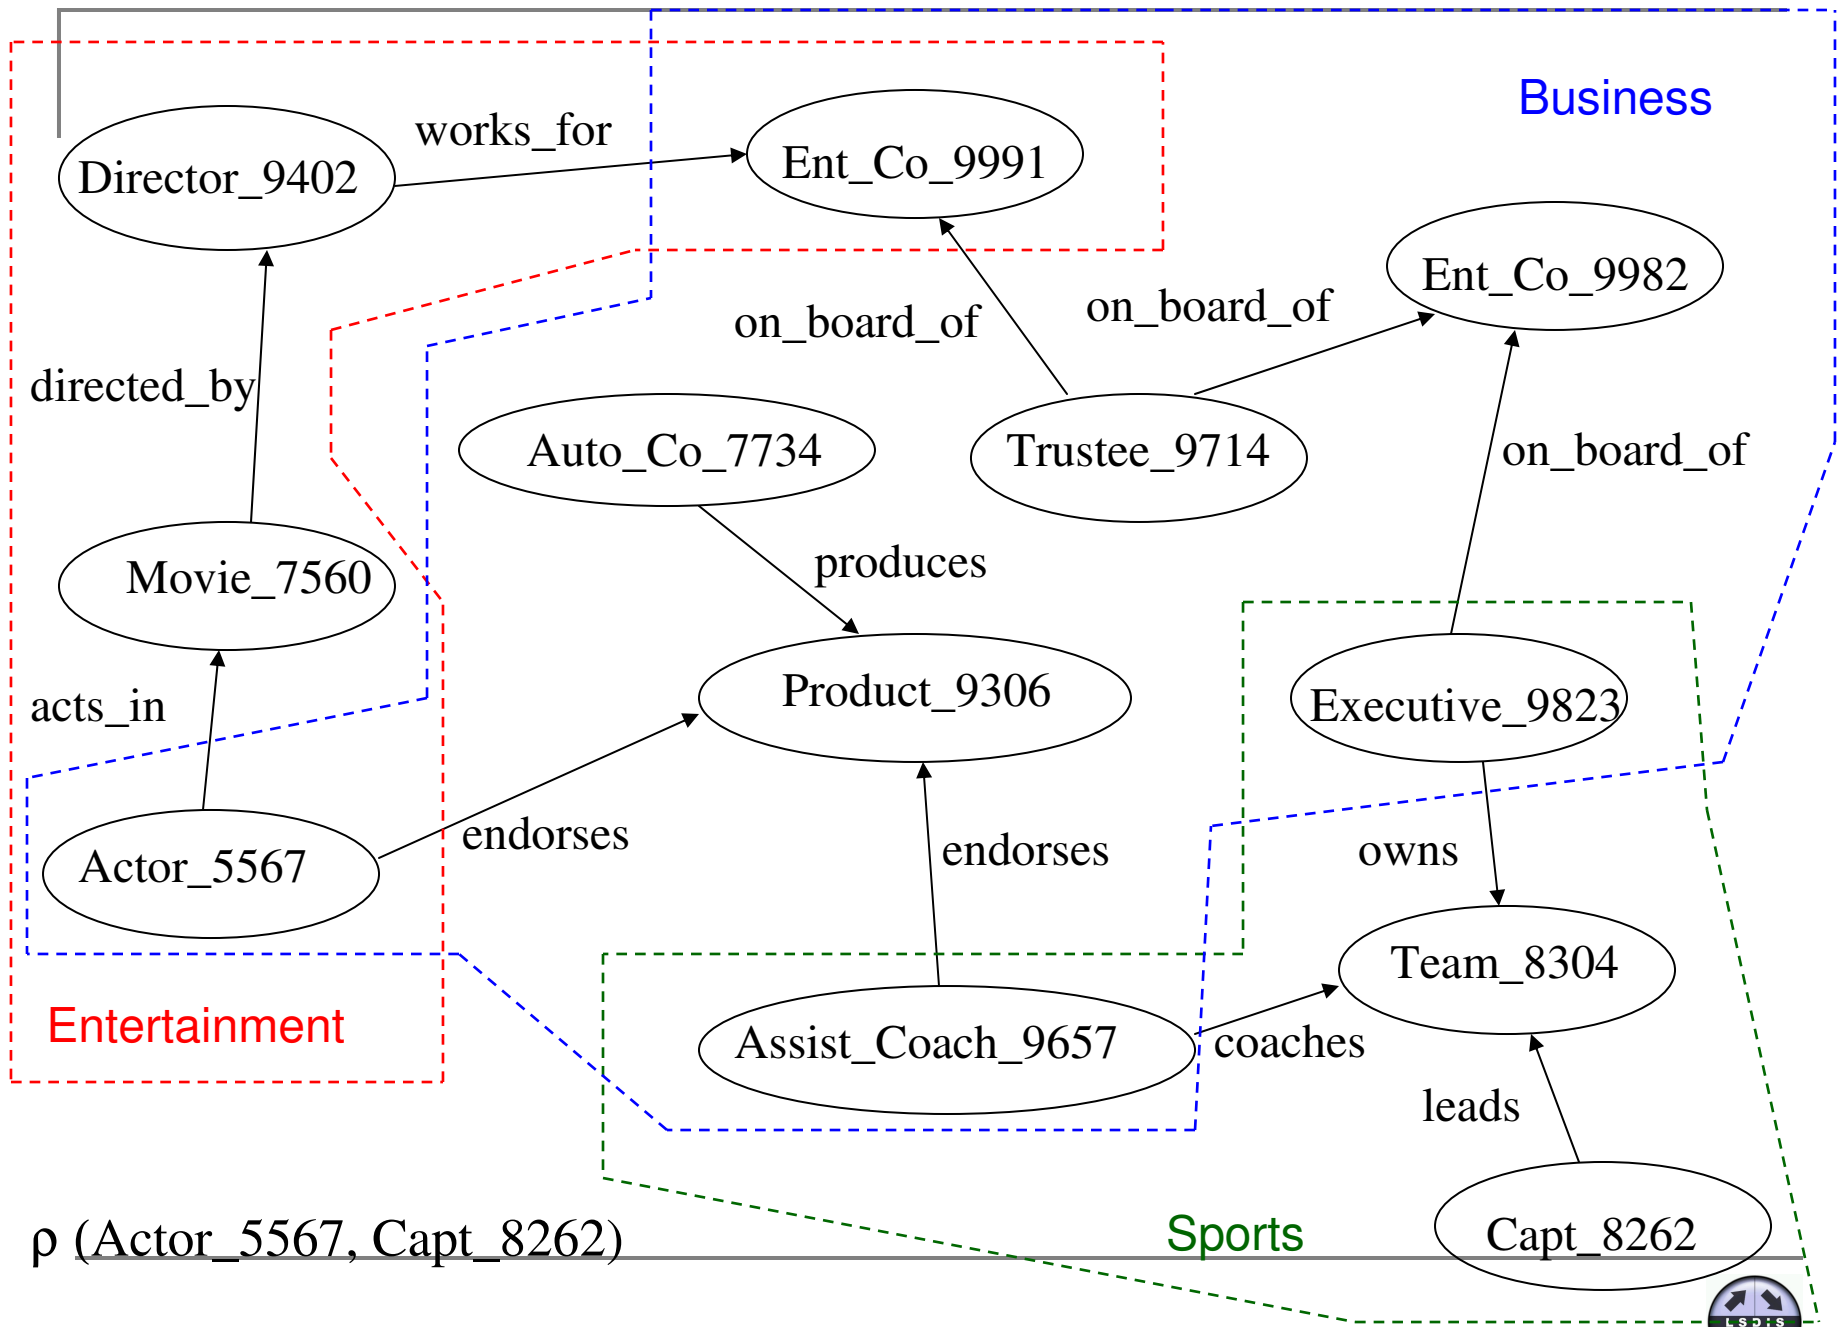 Business
works_for
Director_9402
Ent_Co_9991
Ent_Co_9982
on_board_of
on_board_of
directed_by
Auto_Co_7734
Trustee_9714
on_board_of
produces
Movie_7560
Product_9306
Executive_9823
acts_in
endorses
endorses
owns
Actor_5567
Team_8304
Entertainment
Assist_Coach_9657
coaches
leads
Sports
Capt_8262
ρ (Actor_5567, Capt_8262)
LSDIS